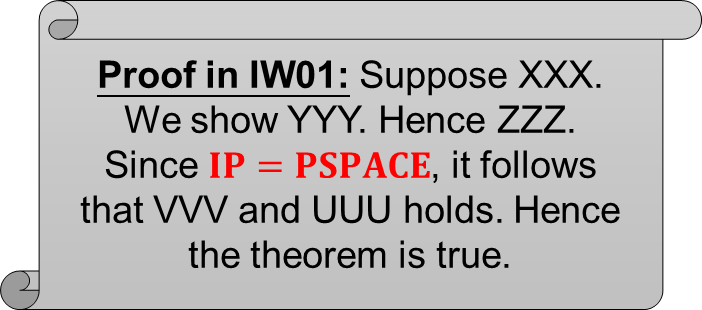 Proof in IW01: Suppose XXX.
We show YYY. Hence ZZZ.
Since IP = PSPACE, it follows
that VVV and UUU holds. Hence
the theorem is true.